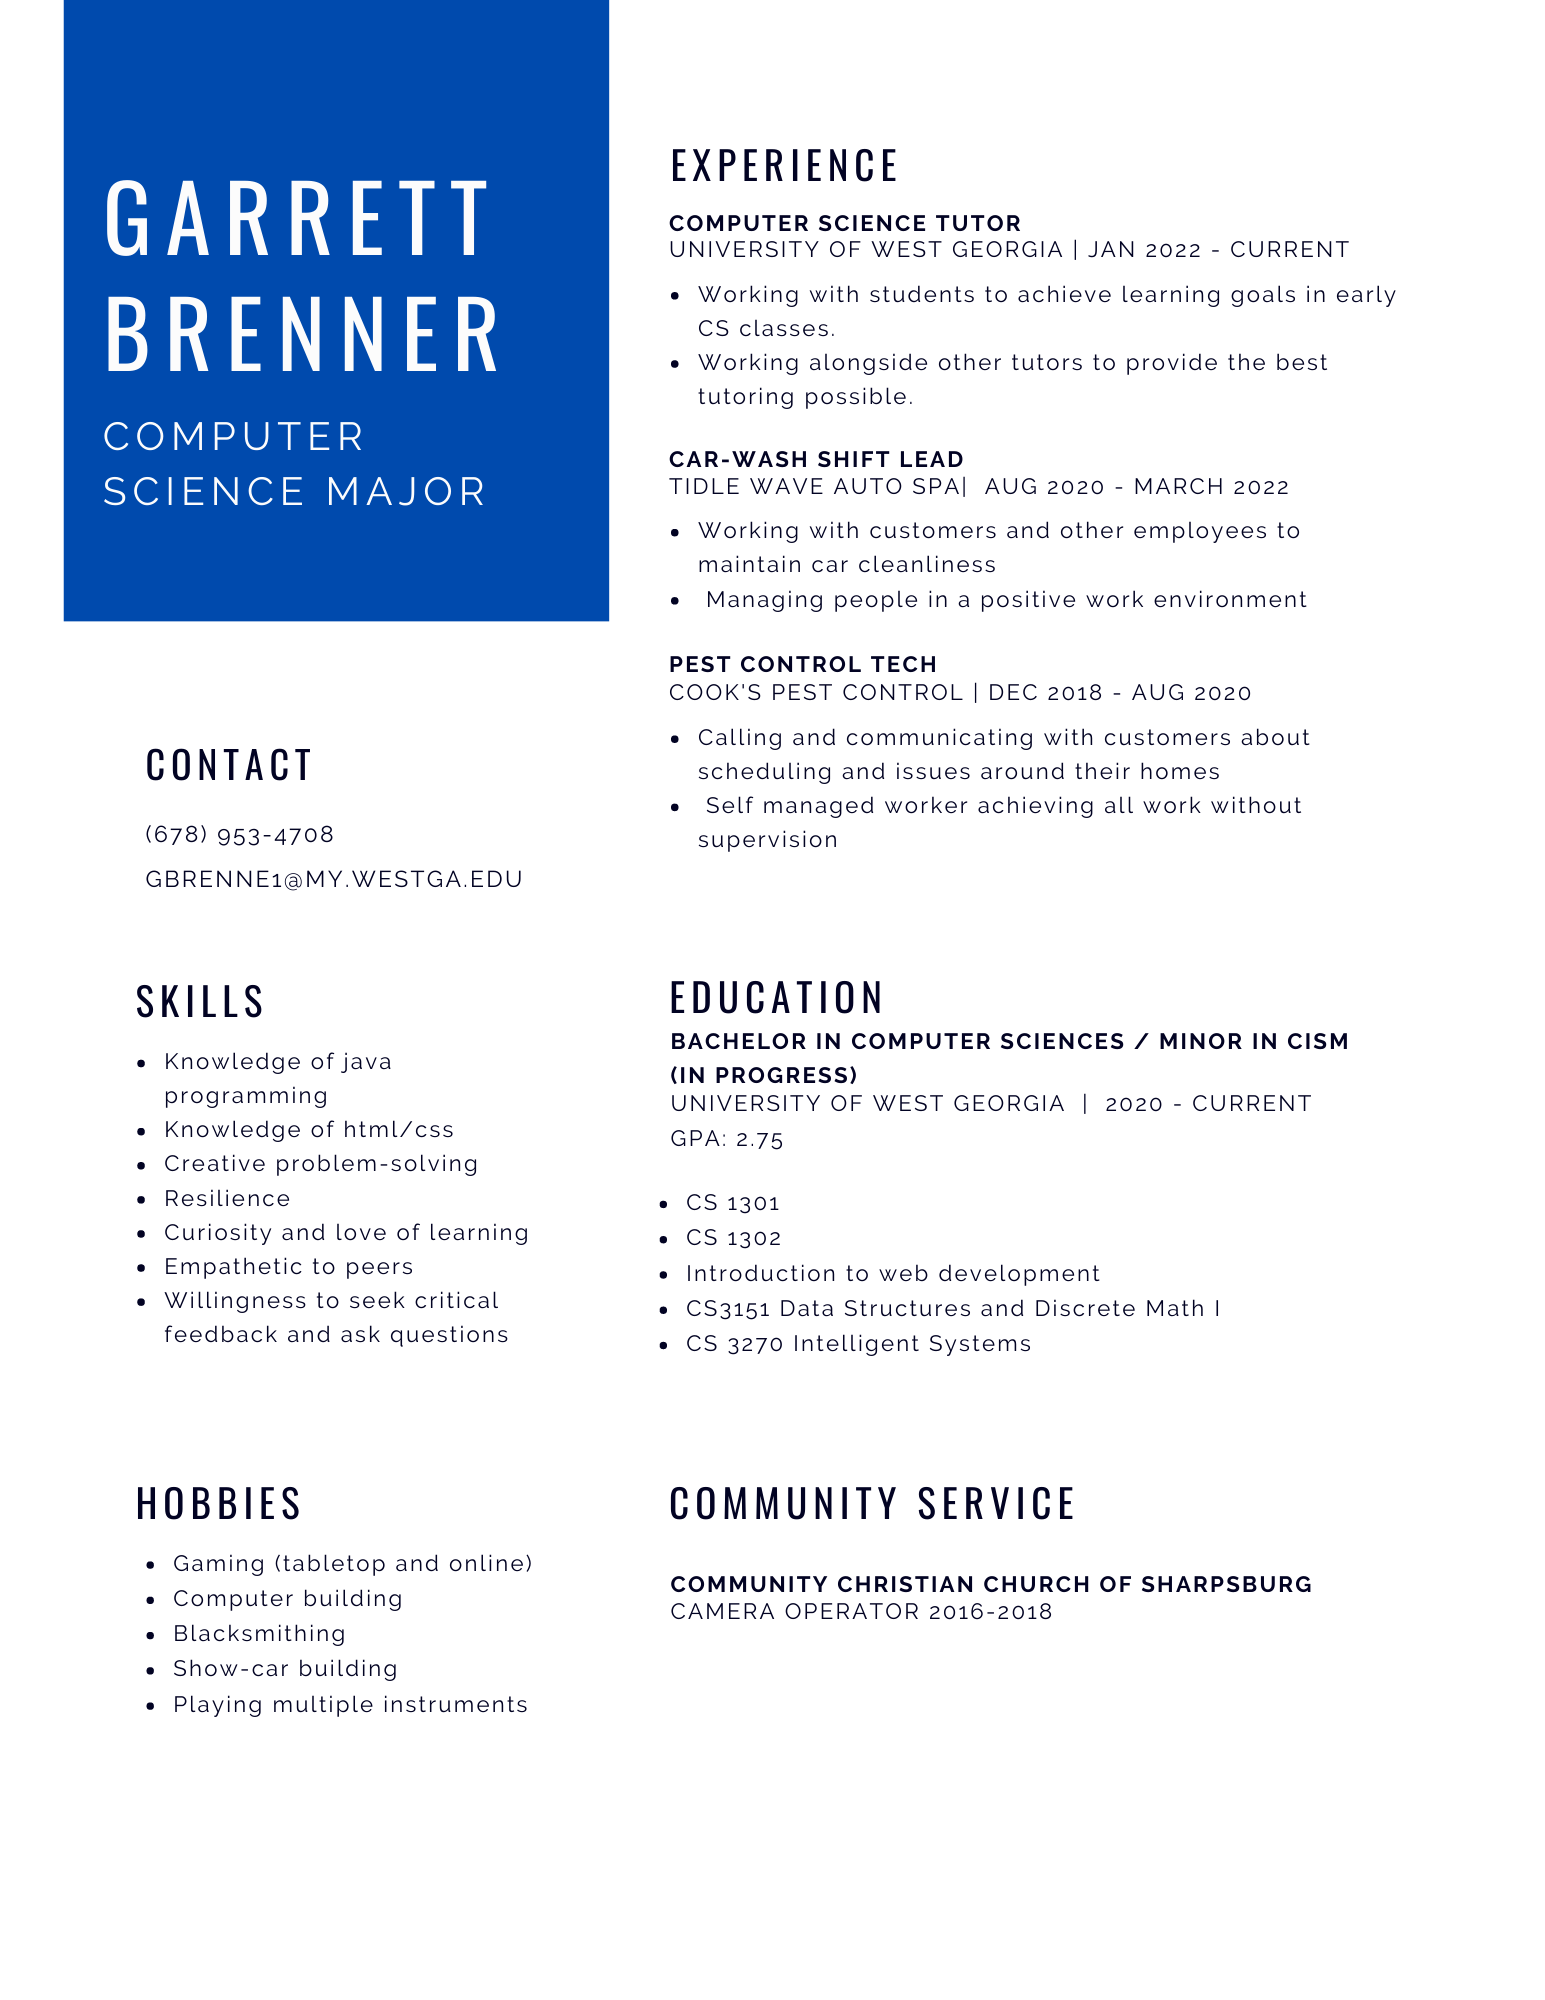 GARRETT
BRENNER
COMPUTER
SCIENCE MAJOR
CONTACT
(678) 953-4708
GBRENNE1@MY.WESTGA.EDU
SKILLS
• Knowledge of java
programming
• Knowledge of html/css
• Creative problem-solving
• Resilience
• Curiosity and love of learning
• Empathetic to peers
• Willingness to seek critical
feedback and ask questions
HOBBIES
• Gaming (tabletop and online)
• Computer building
• Blacksmithing
• Show-car building
• Playing multiple instruments
EXPERIENCE
COMPUTER SCIENCE TUTOR
UNIVERSITY OF WEST GEORGIA | JAN 2022 - CURRENT
• Working with students to achieve learning goals in early
CS classes.
• Working alongside other tutors to provide the best
tutoring possible.
CAR-WASH SHIFT LEAD
TIDLE WAVE AUTO SPA| AUG 2020 - MARCH 2022
• Working with customers and other employees to
maintain car cleanliness
• Managing people in a positive work environment
PEST CONTROL TECH
COOK'S PEST CONTROL | DEC 2018 - AUG 2020
• Calling and communicating with customers about
scheduling and issues around their homes
• Self managed worker achieving all work without
supervision
EDUCATION
BACHELOR IN COMPUTER SCIENCES / MINOR IN CISM
(IN PROGRESS)
UNIVERSITY OF WEST GEORGIA | 2020 - CURRENT
GPA: 2.75
• CS 1301
• CS 1302
• Introduction to web development
• CS3151 Data Structures and Discrete Math I
• CS 3270 Intelligent Systems
COMMUNITY SERVICE
COMMUNITY CHRISTIAN CHURCH OF SHARPSBURG
CAMERA OPERATOR 2016-2018